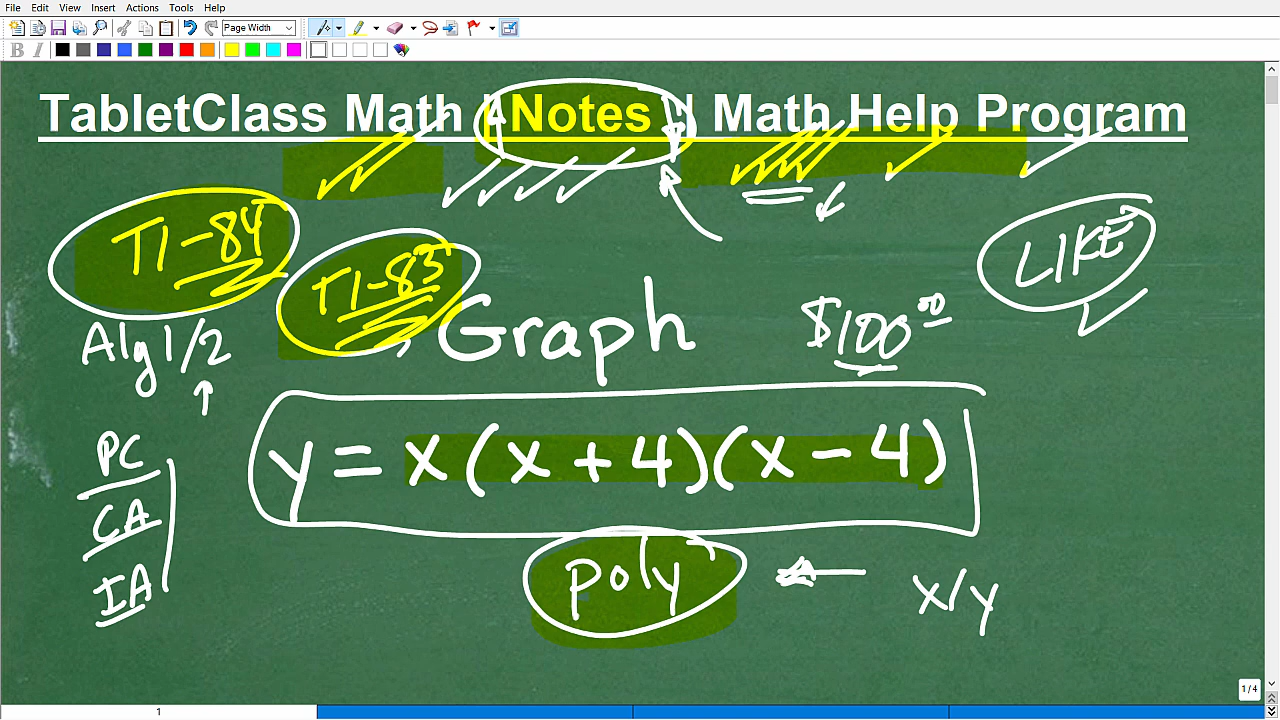 File Edit View Insert Actions Tools Help
Page Width
B I
TabletClass Math | Notes | Math Help Program
TI-84
TI-83
LIKE
Alg 1/2
Graph
$100.00
PC
CA
IA
y = x(x+4)(x-4)
poly
x/y
1/4
1